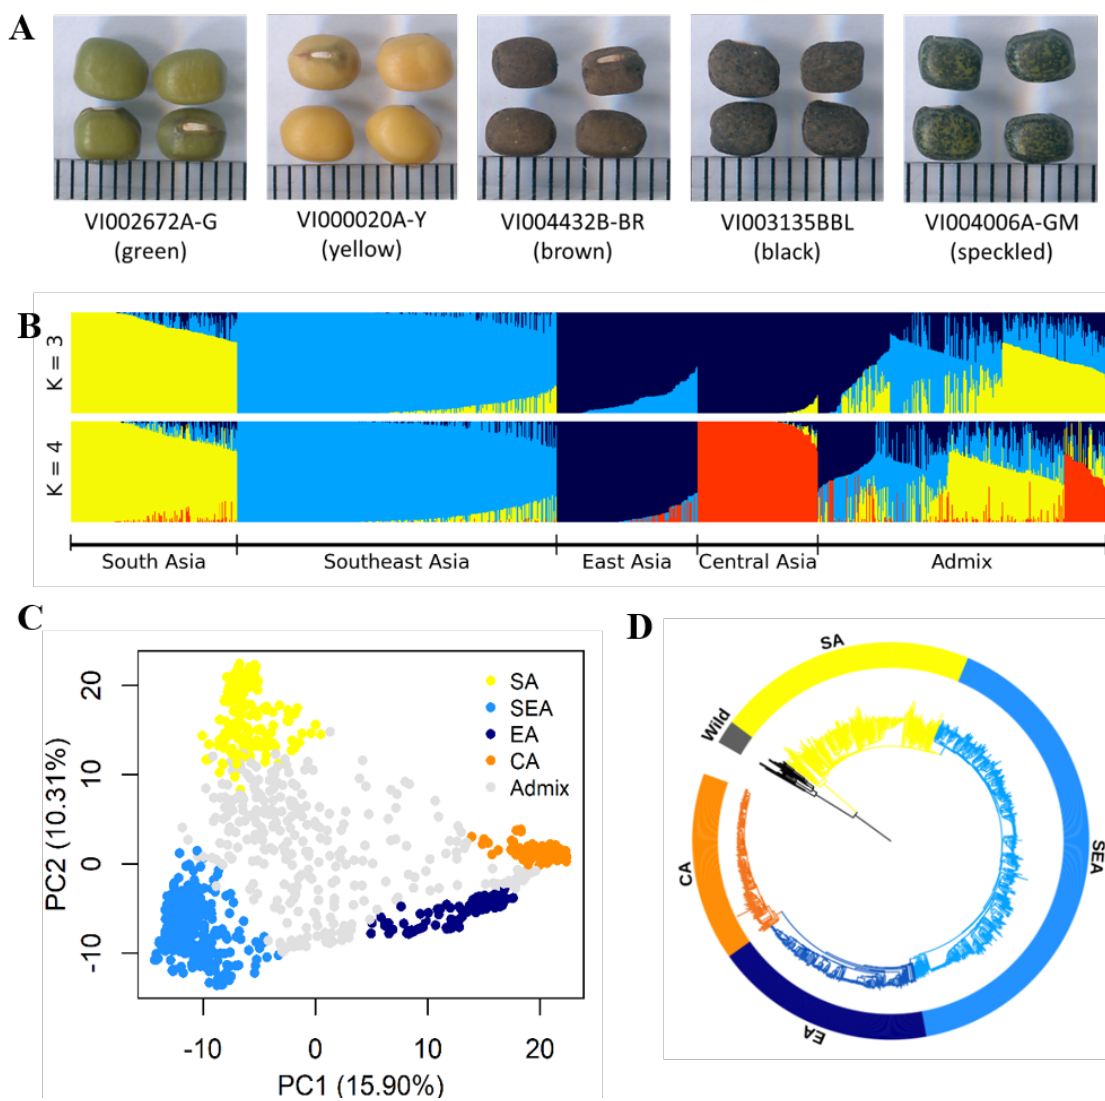 A
VI002672A-G
(green)
VI000020A-Y
(yellow)
VI004432B-BR
(brown)
VI003135BBL
(black)
VI004006A-GM
(speckled)
B
K = 3
K = 4
South Asia
Southeast Asia
East Asia
Central Asia
Admix
C
PC2 (10.31%)
20
10
0
-10
SA
SEA
EA
CA
Admix
-10
0
10
20
PC1 (15.90%)
D
Wild
SA
SEA
EA
CA